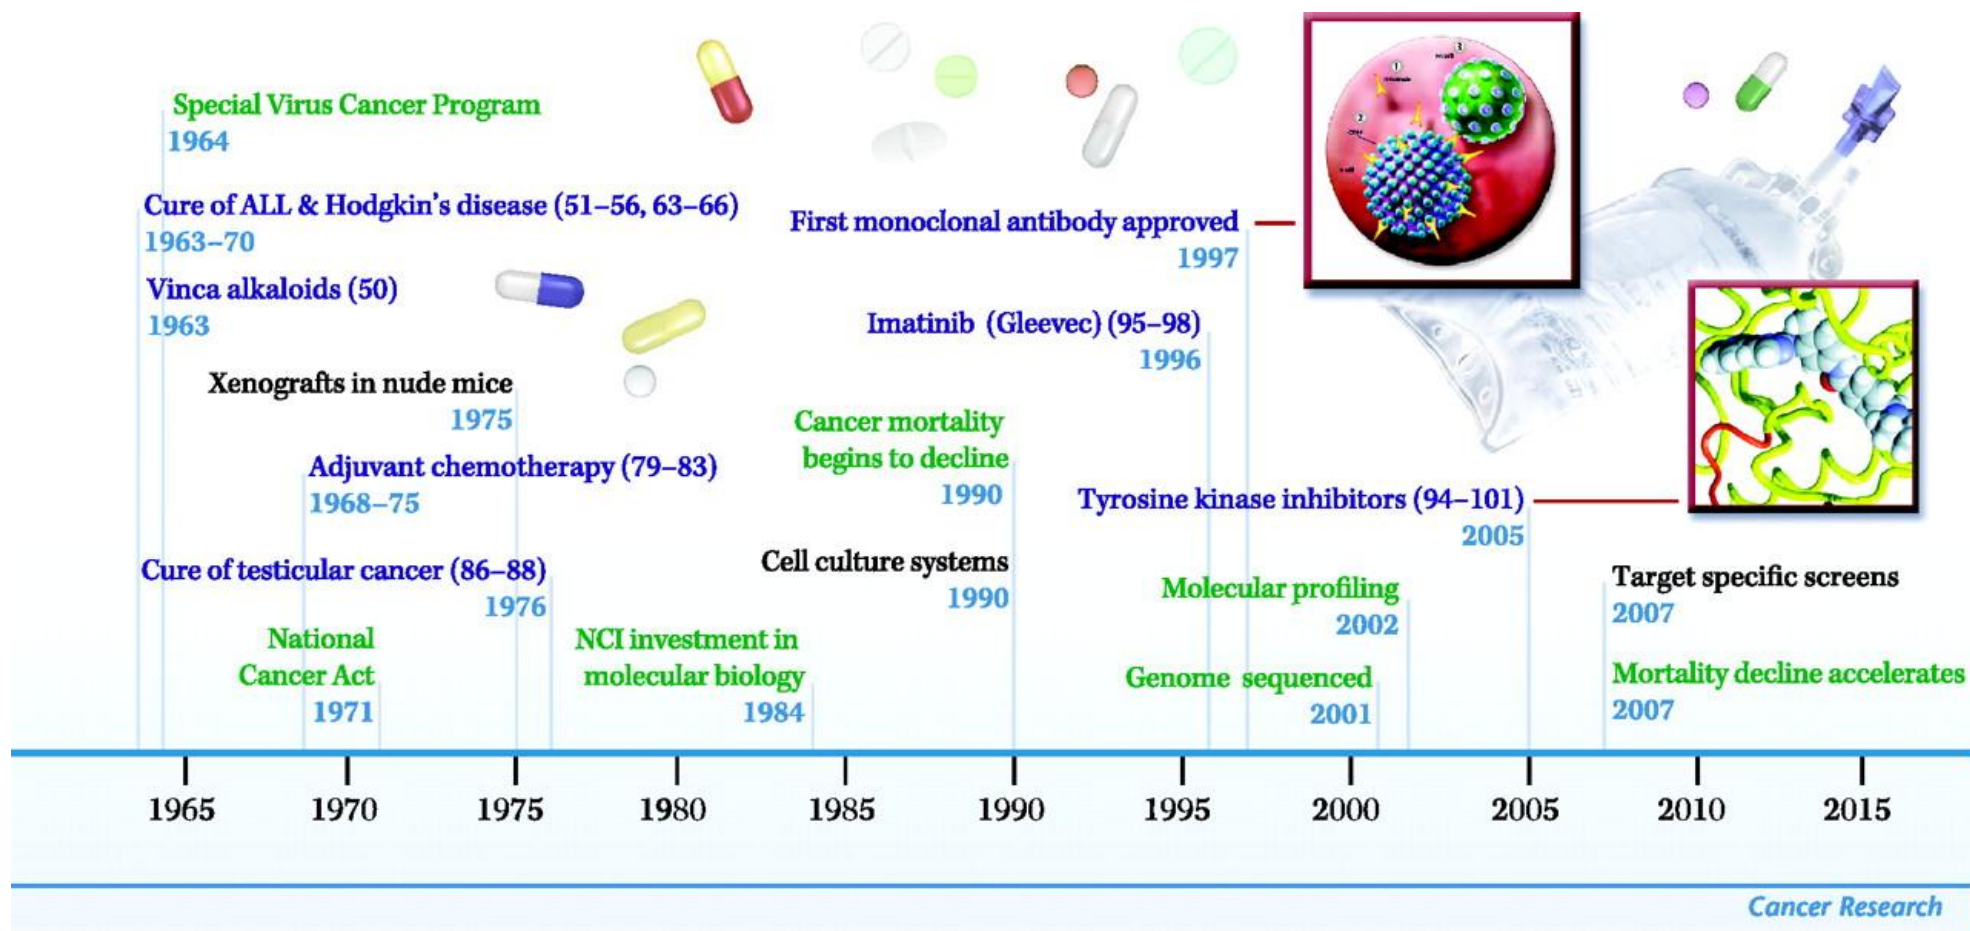 Special Virus Cancer Program
1964
Cure of ALL & Hodgkin's disease (51–56, 63–66)
1963–70
Vinca alkaloids (50)
1963
Xenografts in nude mice
1975
Adjuvant chemotherapy (79–83)
1968–75
Cure of testicular cancer (86–88)
1976
National
Cancer Act
1971
NCI investment in
molecular biology
1984
First monoclonal antibody approved
1997
Imatinib (Gleevec) (95–98)
1996
Cancer mortality
begins to decline
1990
Cell culture systems
1990
Tyrosine kinase inhibitors (94–101)
2005
Molecular profiling
2002
Genome sequenced
2001
Target specific screens
2007
Mortality decline accelerates
2007
1
2
3
1965 1970 1975 1980 1985 1990 1995 2000 2005 2010 2015
Cancer Research